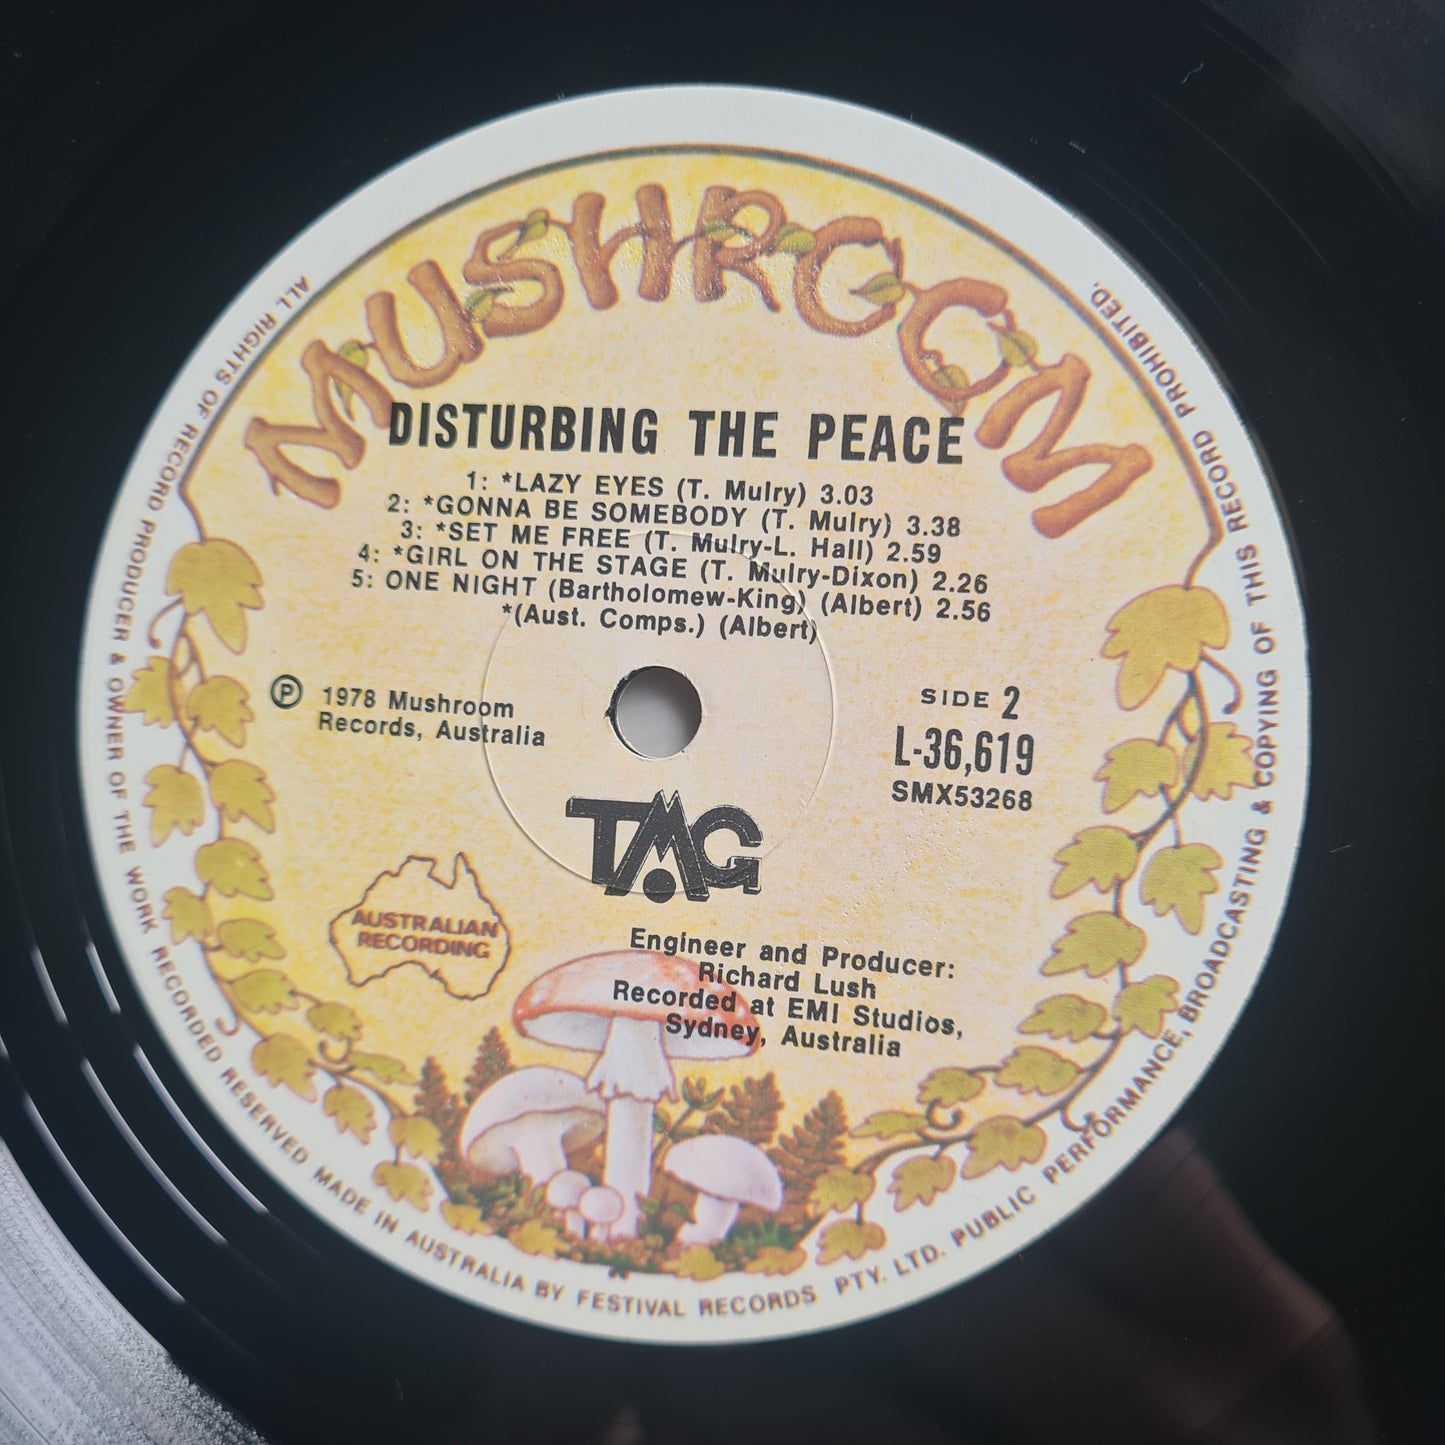 MUSHROOM
DISTURBING THE PEACE
1: *LAZY EYES (T. Mulry) 3.03
2: *GONNA BE SOMEBODY (T. Mulry) 3.38
3: *SET ME FREE (T. Mulry-L. Hall) 2.59
4: *GIRL ON THE STAGE (T. Mulry-Dixon) 2.26
5: ONE NIGHT (Bartholomew-King) (Albert) 2.56
*(Aust. Comps.) (Albert)
Ⓟ 1978 Mushroom
Records, Australia
SIDE 2
L-36,619
SMX53268
TMG
AUSTRALIAN
RECORDING
Engineer and Producer:
Richard Lush
Recorded at EMI Studios,
Sydney, Australia
ALL RIGHTS OF RECORD PRODUCER & OWNER OF THE WORK RECORDED RESERVED MADE IN AUSTRALIA BY FESTIVAL RECORDS PTY. LTD. PUBLIC PERFORMANCE, BROADCASTING & COPYING OF THIS RECORD PROHIBITED.